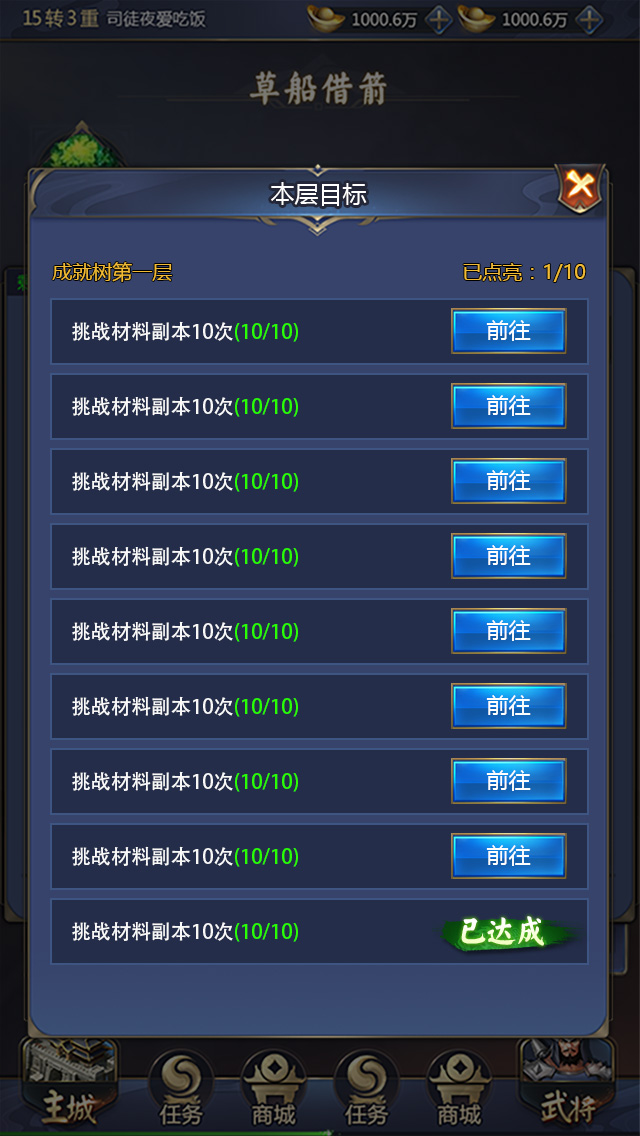 15转3重 司徒夜爱吃饭 1000.6万 1000.6万
草船借箭
本层目标
成就树第一层 已点亮：1/10
挑战材料副本10次(10/10) 前往
挑战材料副本10次(10/10) 前往
挑战材料副本10次(10/10) 前往
挑战材料副本10次(10/10) 前往
挑战材料副本10次(10/10) 前往
挑战材料副本10次(10/10) 前往
挑战材料副本10次(10/10) 前往
挑战材料副本10次(10/10) 前往
挑战材料副本10次(10/10) 已达成
主城 任务 商城 任务 商城 武将